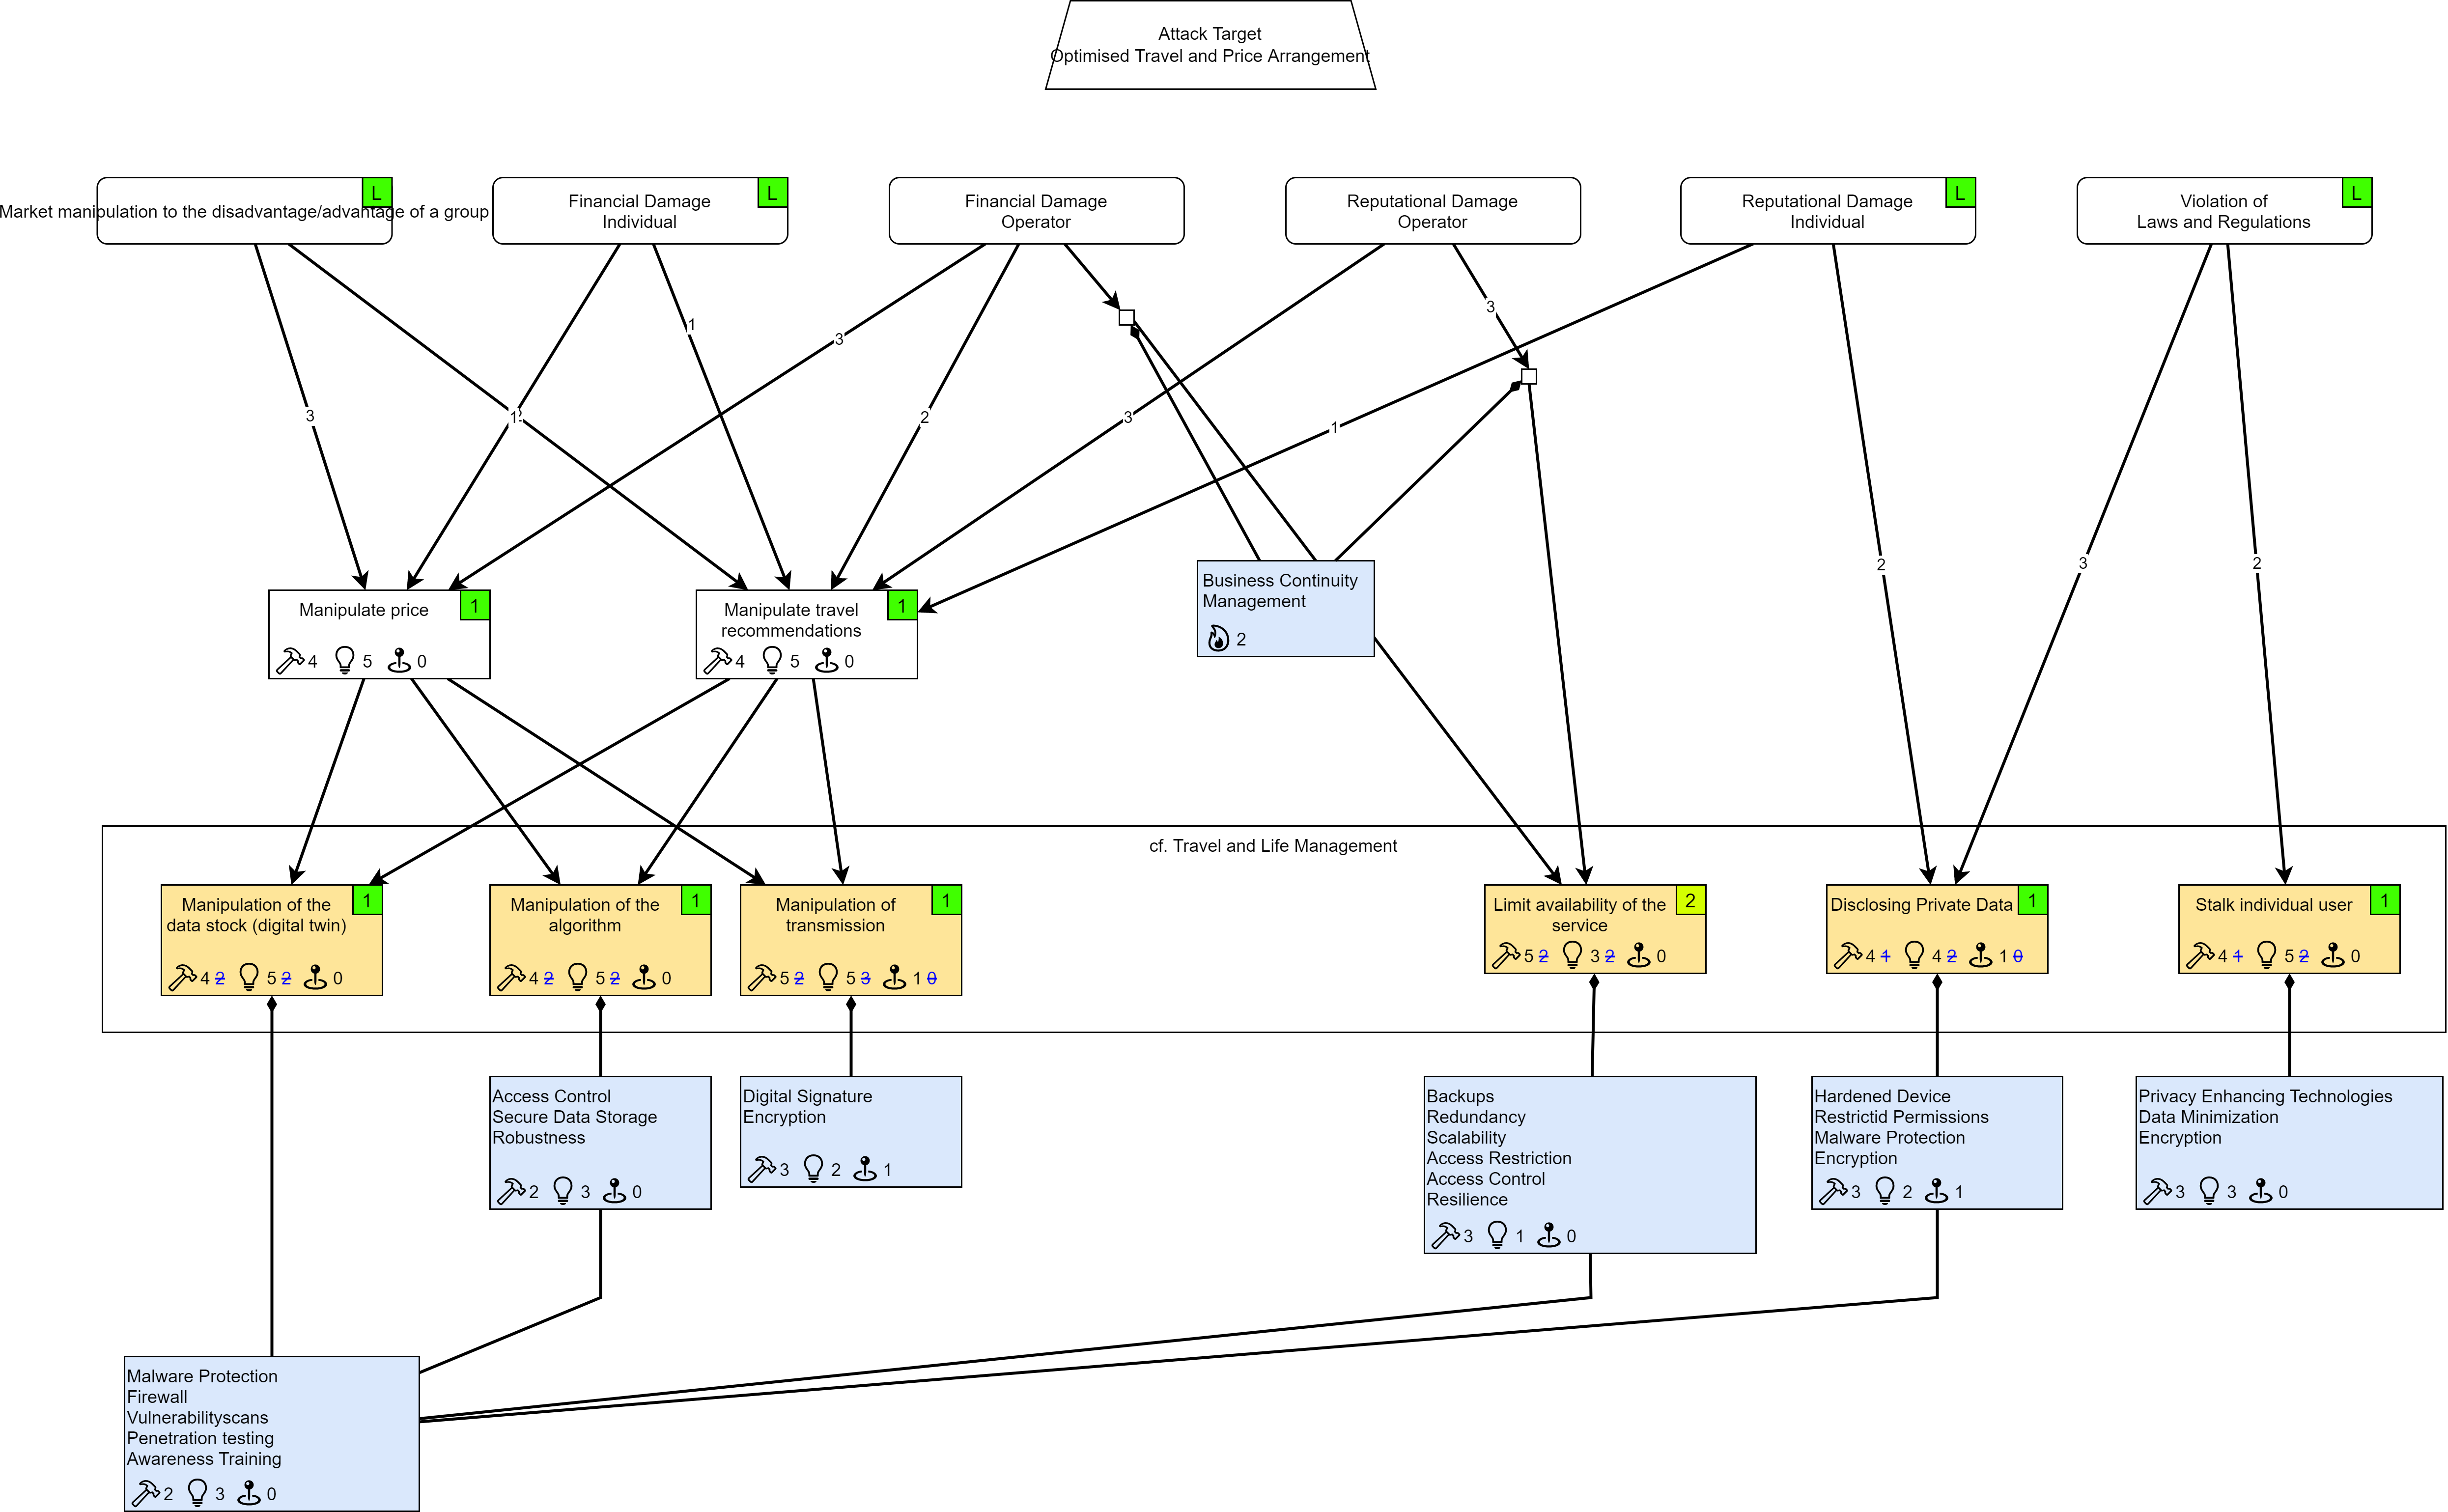 Attack Target
Optimised Travel and Price Arrangement
Market manipulation to the disadvantage/advantage of a group
L
Financial Damage
Individual
L
Financial Damage
Operator
Reputational Damage
Operator
Reputational Damage
Individual
L
Violation of
Laws and Regulations
L
3
1
3
2
3
3
1
1
2
3
2
Manipulate price
1
4 5 0
Manipulate travel
recommendations
1
4 5 0
Business Continuity
Management
2
cf. Travel and Life Management
Manipulation of the
data stock (digital twin)
1
4 2 5 2 0
Manipulation of the
algorithm
1
4 2 5 2 0
Manipulation of
transmission
1
5 2 5 3 1 0
Limit availability of the
service
2
5 2 3 2 0
Disclosing Private Data
1
4 1 4 2 1 0
Stalk individual user
1
4 1 5 2 0
Access Control
Secure Data Storage
Robustness
2 3 0
Digital Signature
Encryption
3 2 1
Backups
Redundancy
Scalability
Access Restriction
Access Control
Resilience
3 1 0
Hardened Device
Restrictid Permissions
Malware Protection
Encryption
3 2 1
Privacy Enhancing Technologies
Data Minimization
Encryption
3 3 0
Malware Protection
Firewall
Vulnerabilityscans
Penetration testing
Awareness Training
2 3 0